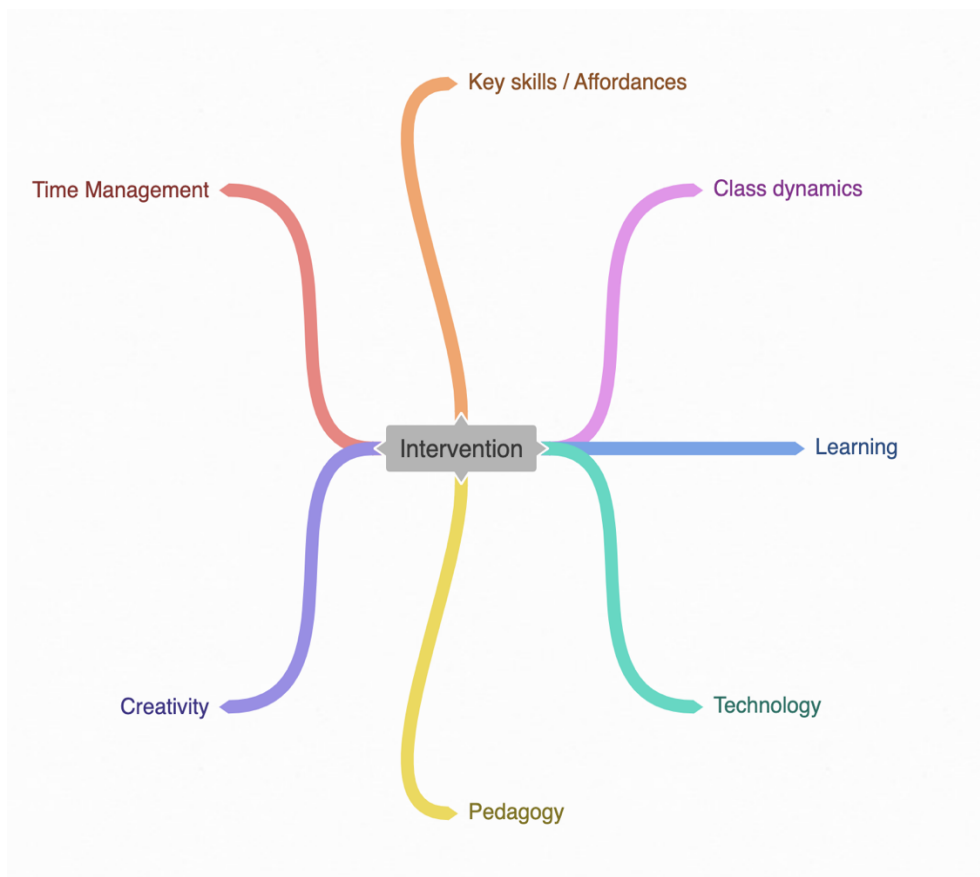 Key skills / Affordances
Time Management
Class dynamics
Intervention
Learning
Creativity
Technology
Pedagogy